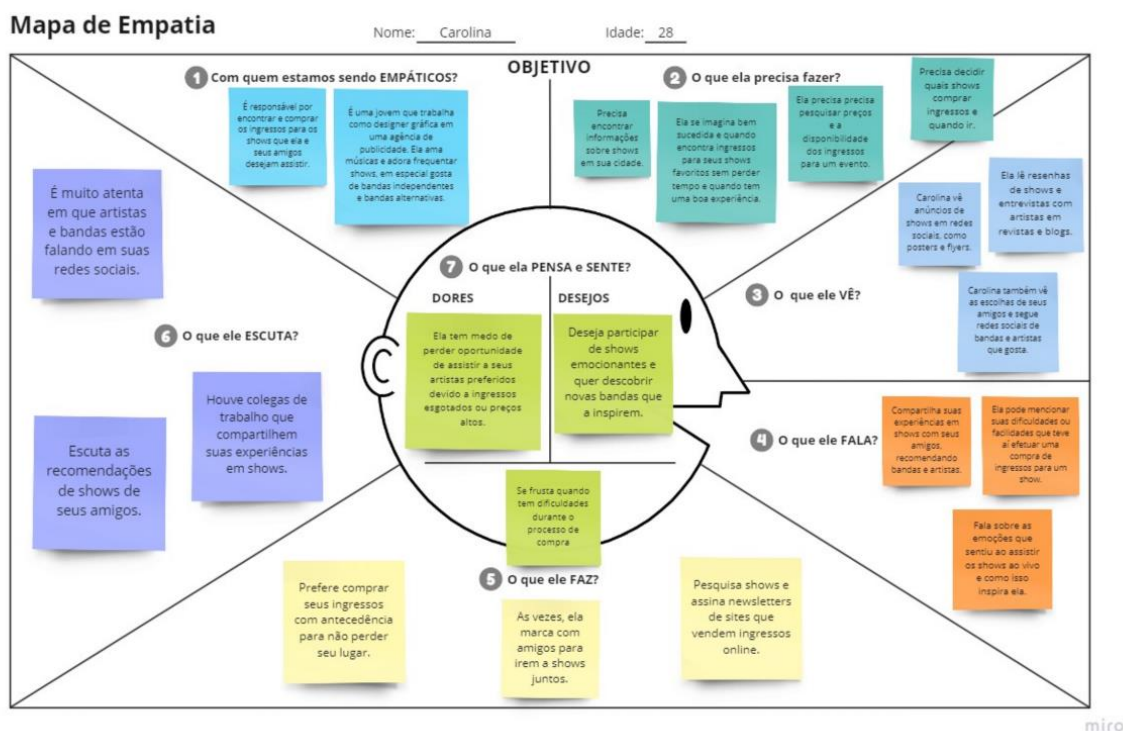 Mapa de Empatia
Nome: Carolina
Idade: 28
OBJETIVO
1 Com quem estamos sendo EMPÁTICOS?
É responsável por
encontrar e comprar
os ingressos para os
shows que ela e
seus amigos
desejam assistir.
É uma jovem que trabalha
como designer gráfica em
uma agência de
publicidade. Ela ama
músicas e adora frequentar
shows, em especial gosta
de bandas independentes
e bandas alternativas.
2 O que ela precisa fazer?
Precisa
encontrar
informações
sobre shows
em sua cidade.
Ela se imagina bem
sucedida e quando
encontra ingressos
para seus shows
favoritos sem perder
tempo e quando tem
uma boa experiência.
Ela precisa precisa
pesquisar preços
e a
disponibilidade
dos ingressos
para um evento.
Precisa decidir
quais shows
comprar
ingressos e
quando ir.
3 O que ele VÊ?
Carolina vê
anúncios de
shows em redes
sociais, como
posters e flyers.
Ela lê resenhas
de shows e
entrevistas com
artistas em
revistas e blogs.
Carolina também vê
as escolhas de seus
amigos e segue
redes sociais de
bandas e artistas
que gosta.
4 O que ele FALA?
Compartilha suas
experiências em
shows com seus
amigos,
recomendando
bandas e artistas.
Ela pode mencionar
suas dificuldades ou
facilidades que teve
aí efetuar uma
compra de
ingressos para um
show.
Fala sobre as
emoções que
sentiu ao assistir
os shows ao vivo
e como isso
inspira ela.
5 O que ele FAZ?
Prefere comprar
seus ingressos
com antecedência
para não perder
seu lugar.
As vezes, ela
marca com
amigos para
irem a shows
juntos.
Pesquisa shows e
assina newsletters
de sites que
vendem ingressos
online.
6 O que ele ESCUTA?
É muito atenta
em que artistas
e bandas estão
falando em suas
redes sociais.
Houve colegas de
trabalho que
compartilhem
suas experiências
em shows.
Escuta as
recomendações
de shows de
seus amigos.
7 O que ela PENSA e SENTE?
DORES
Ela tem medo de
perder oportunidade
de assistir a seus
artistas preferidos
devido a ingressos
esgotados ou preços
altos.
DESEJOS
Deseja participar
de shows
emocionantes e
quer descobrir
novas bandas que
a inspirem.
Se frusta quando
tem dificuldades
durante o
processo de
compra
miro